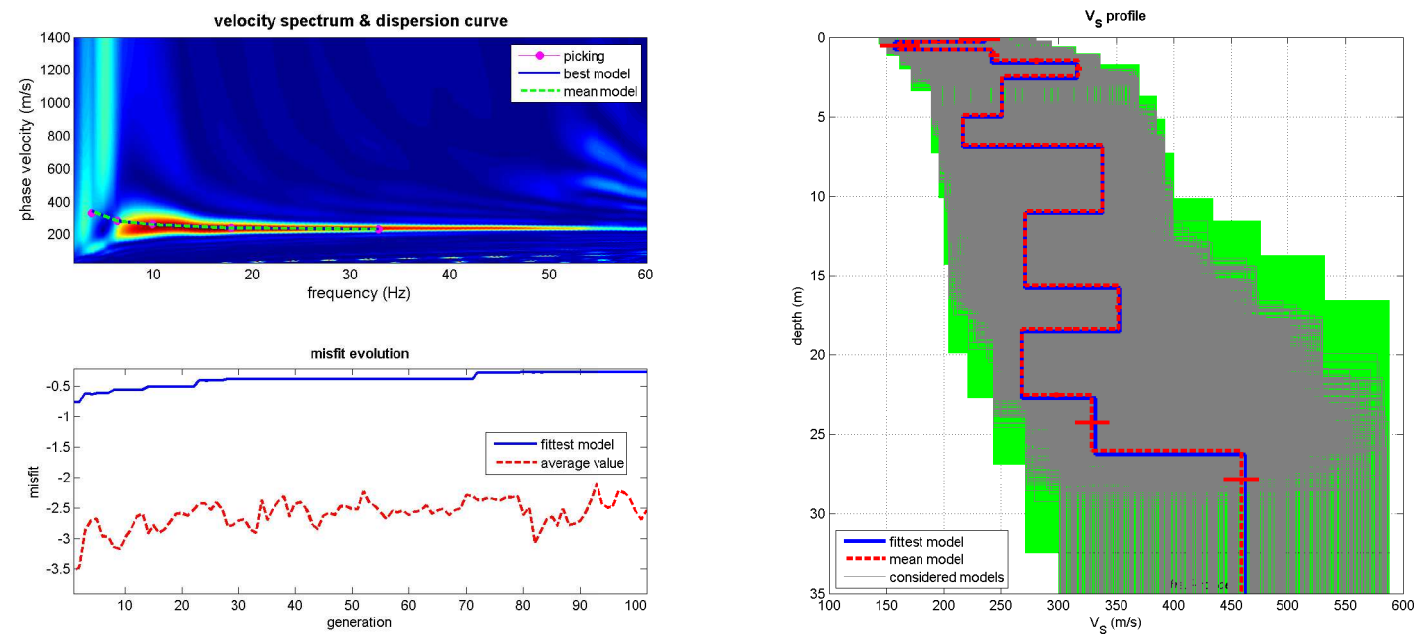 velocity spectrum & dispersion curve
1400
1200
1000
800
600
400
200
phase velocity (m/s)
picking
best model
mean model
10
20
30
40
50
60
frequency (Hz)
misfit evolution
-0.5
-1
-1.5
-2
-2.5
-3
-3.5
misfit
fittest model
average value
10
20
30
40
50
60
70
80
90
100
generation
VS profile
0
5
10
15
20
25
30
35
depth (m)
fittest model
mean model
considered models
100
150
200
250
300
350
400
450
500
550
600
VS (m/s)